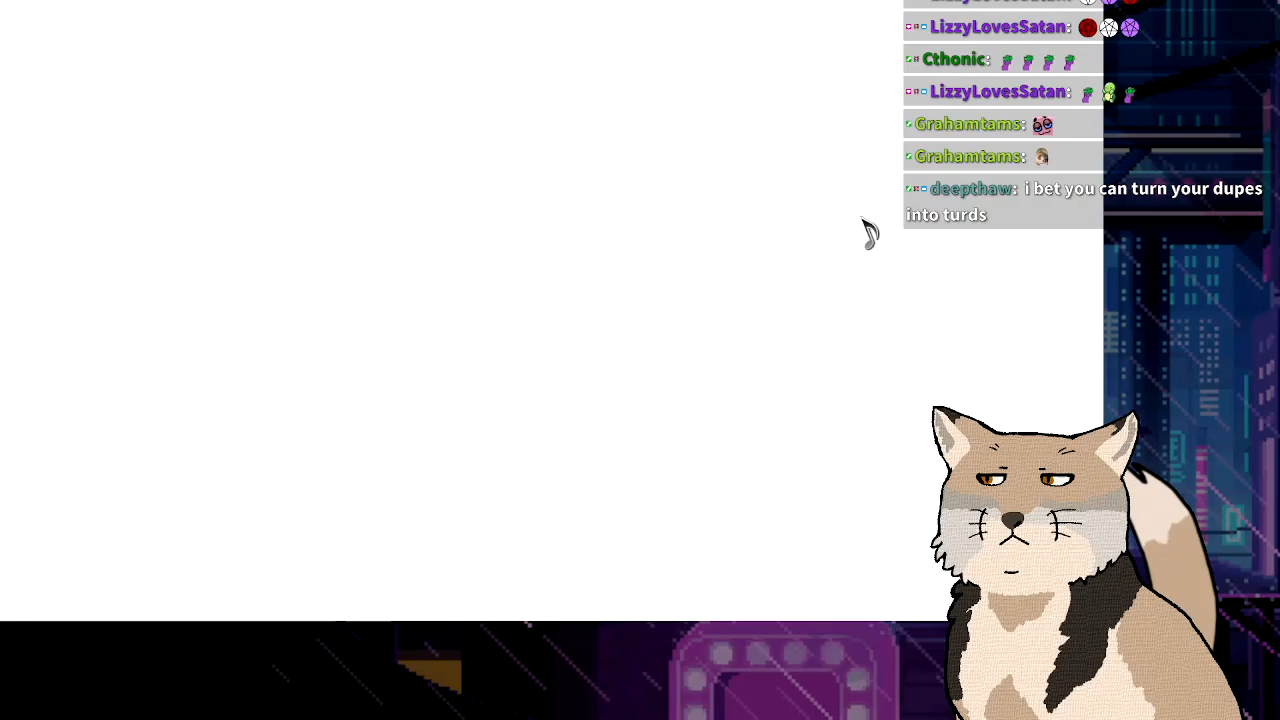 LizzyLovesSatan:
Cthonic:
LizzyLovesSatan:
Grahamtams:
Grahamtams:
deepthaw: i bet you can turn your dupes
into turds